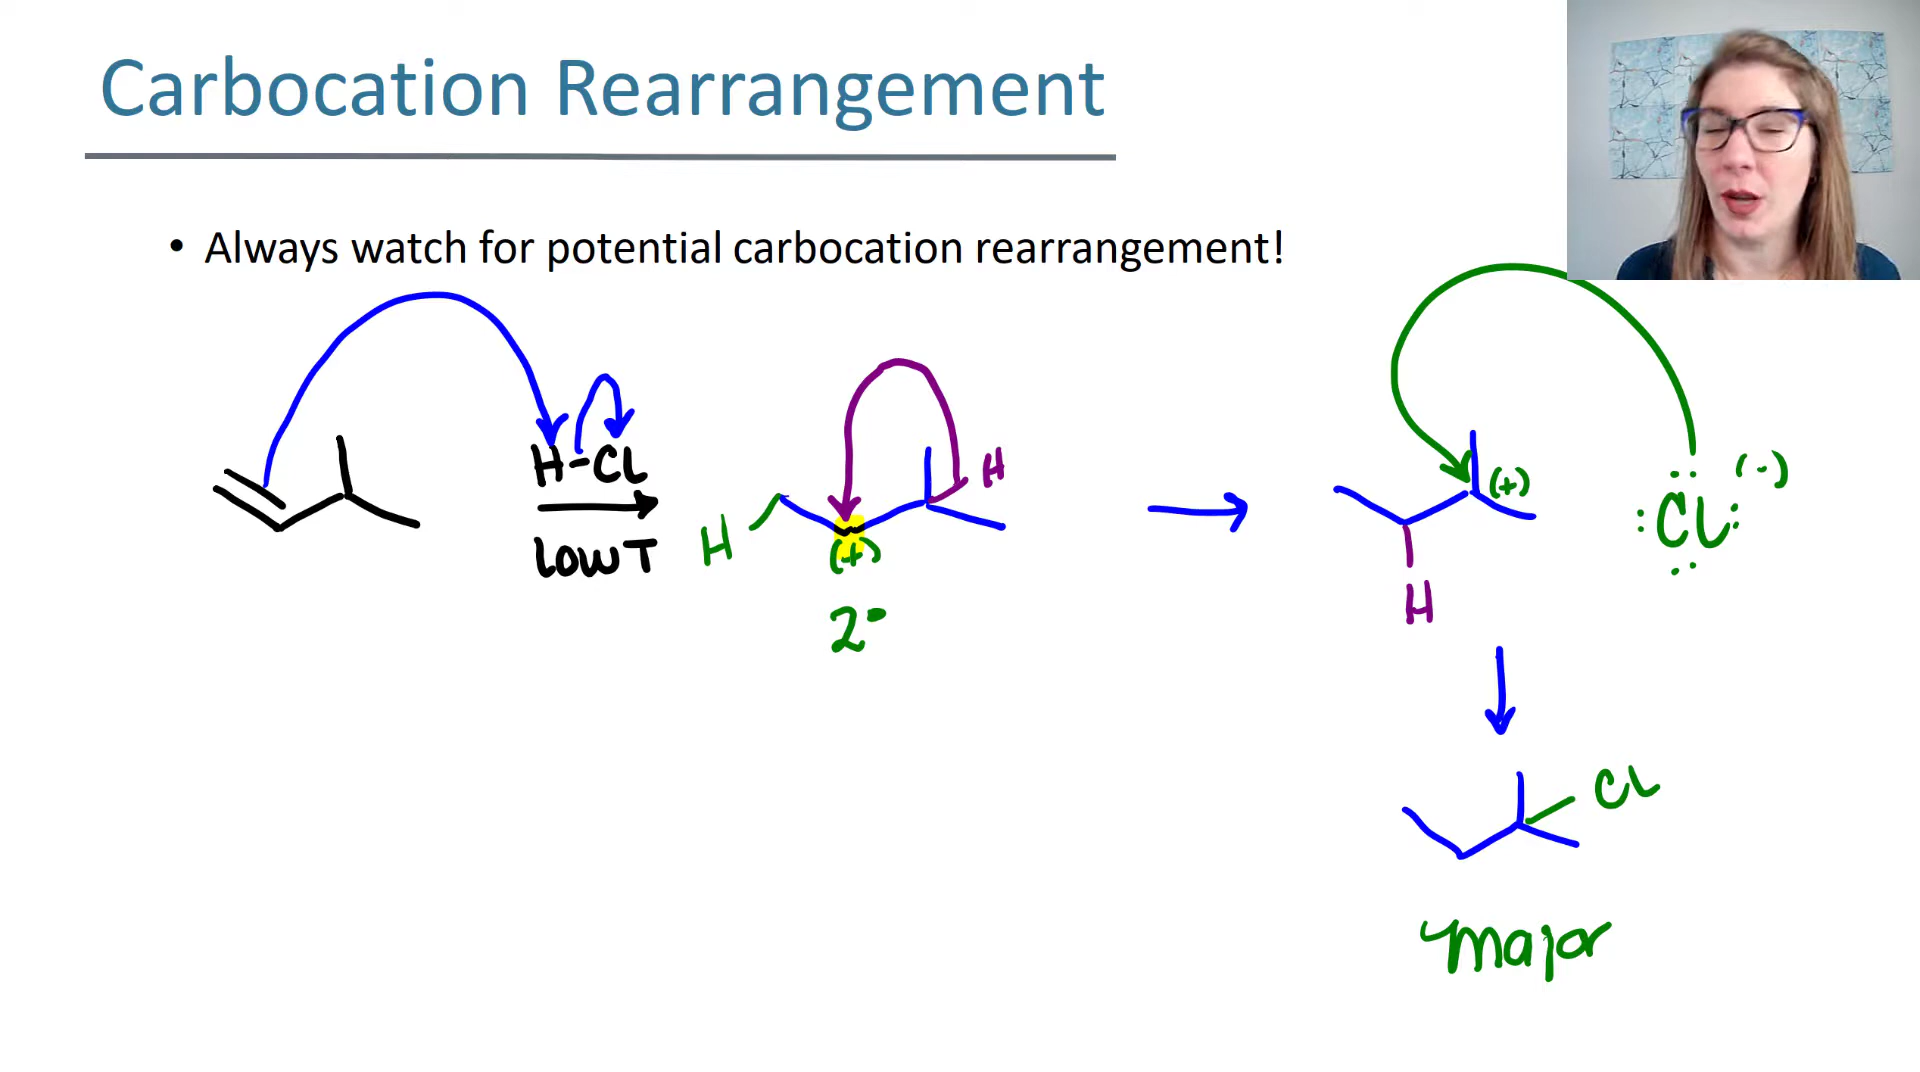 Carbocation Rearrangement
• Always watch for potential carbocation rearrangement!
H-CL
LOW T
H
(+)
2°
H
(+)
H
:CL: (-)
CL
major